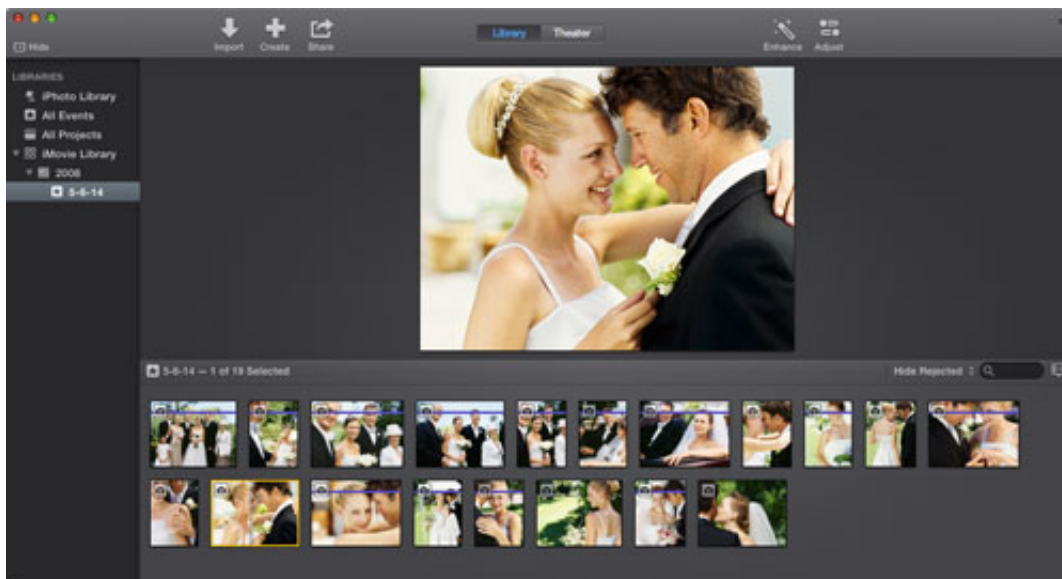 Hide
Import
Create
Share
Library
Theater
Enhance
Adjust
LIBRARIES
iPhoto Library
All Events
All Projects
iMovie Library
2008
5-6-14
5-6-14 — 1 of 19 Selected
Hide Rejected